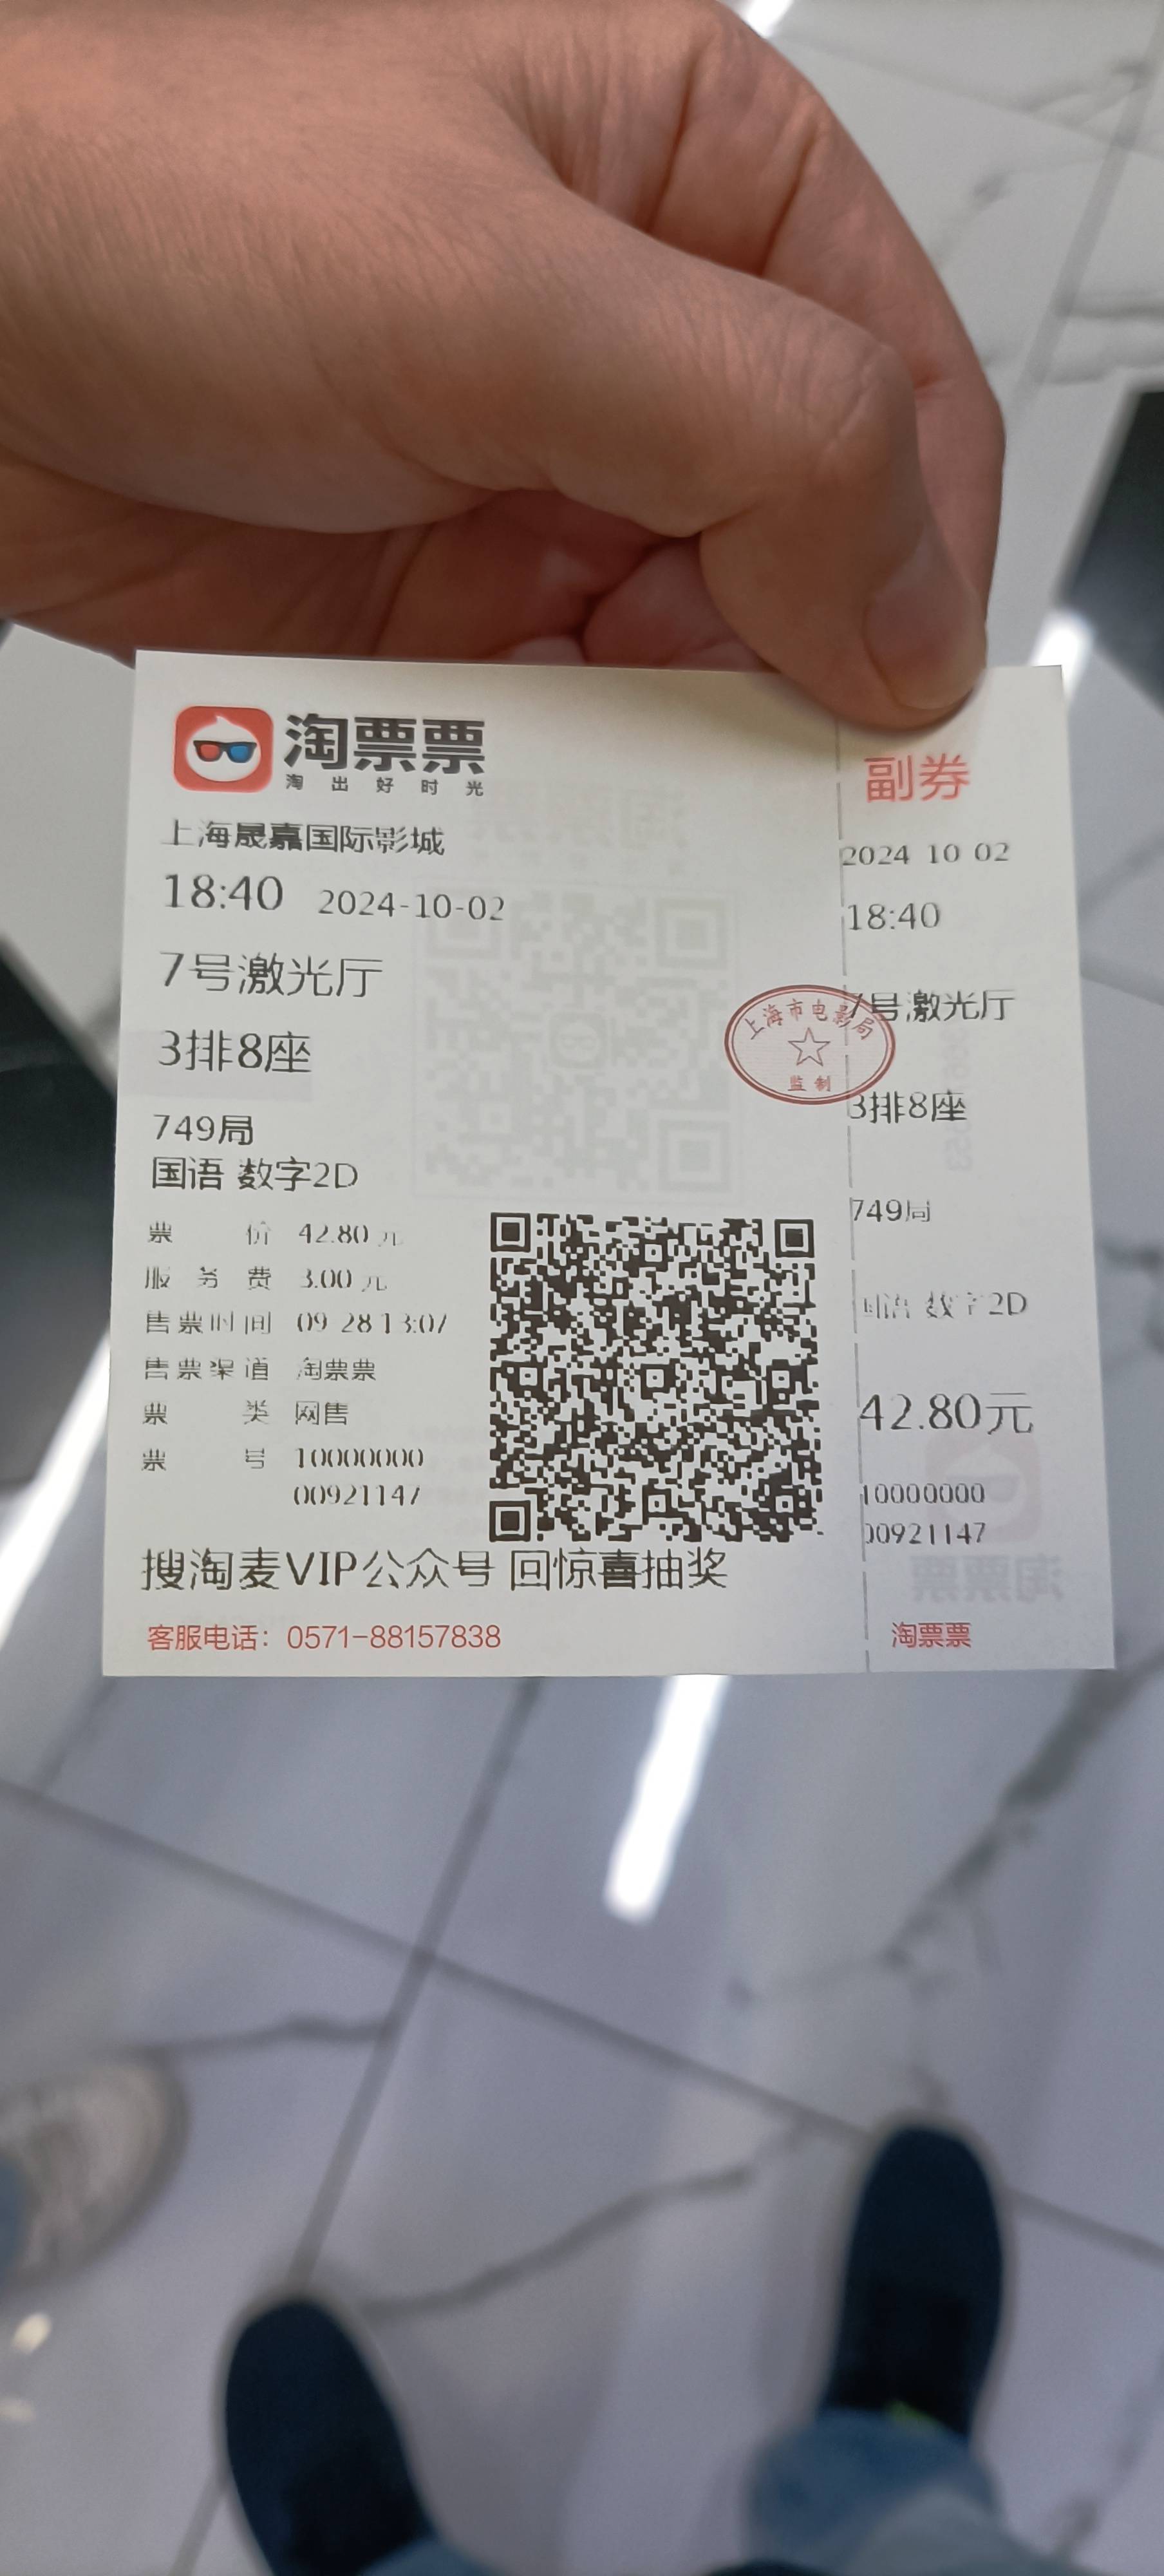 淘票票
淘出好时光
上海晟嘉国际影城
18:40 2024-10-02
7号激光厅
3排8座
749局
国语 数字2D
票价 42.80 元
服务费 3.00 元
售票时间 09-28 13:07
售票渠道 淘票票
票类 网售
票号 10000000
00921147
搜淘麦VIP公众号 回惊喜抽奖
客服电话：0571-88157838
上海市电影局
监制
副券
2024-10-02
18:40
7号激光厅
3排8座
749局
国语 数字2D
42.80元
10000000
00921147
淘票票